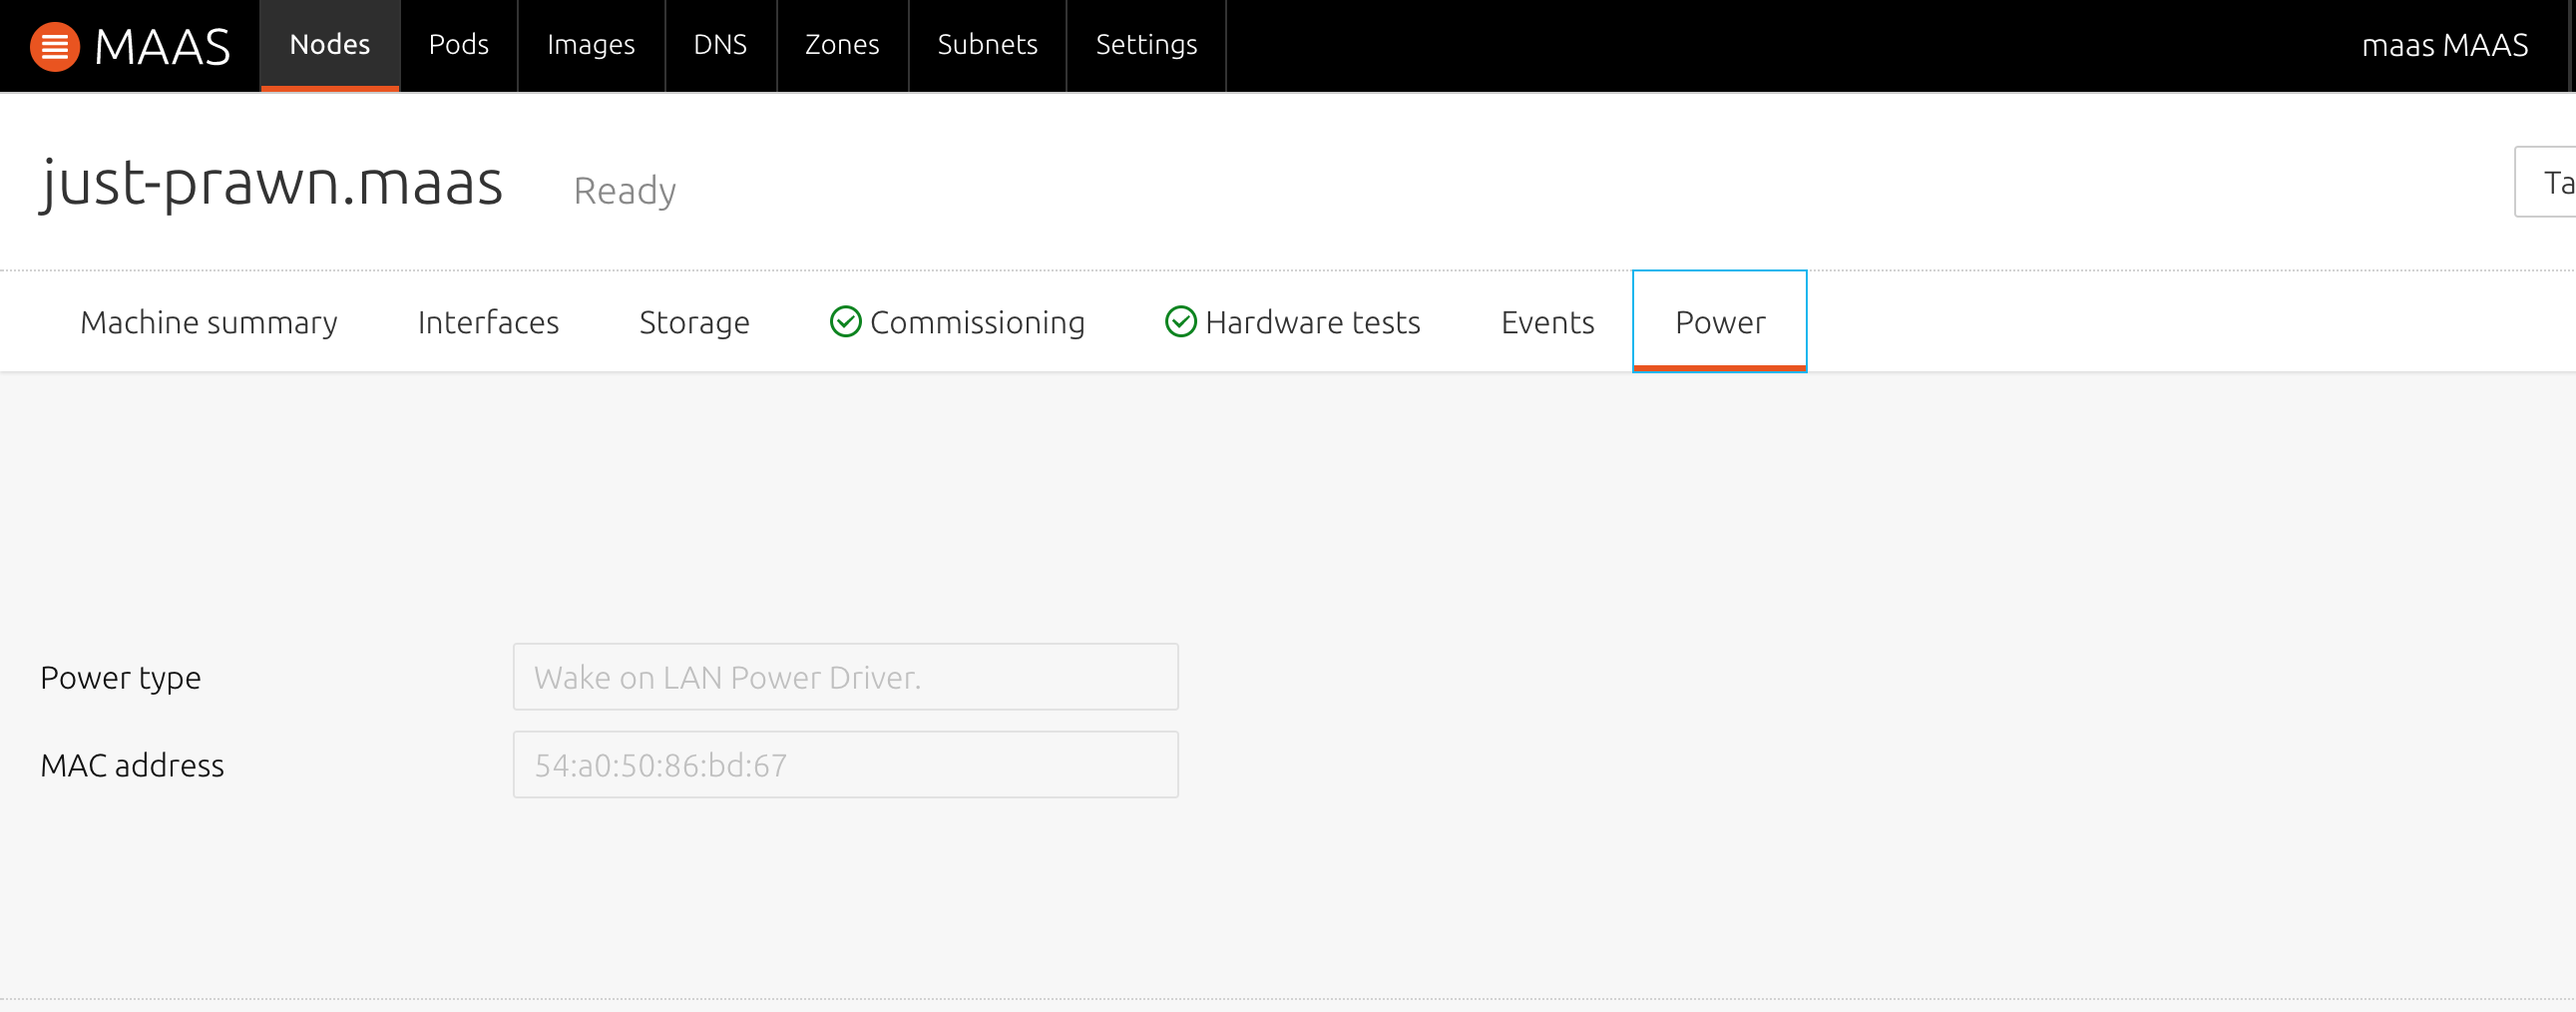 MAAS Nodes Pods Images DNS Zones Subnets Settings maas MAAS
just-prawn.maas Ready Ta
Machine summary Interfaces Storage Commissioning Hardware tests Events Power
Power type Wake on LAN Power Driver.
MAC address 54:a0:50:86:bd:67